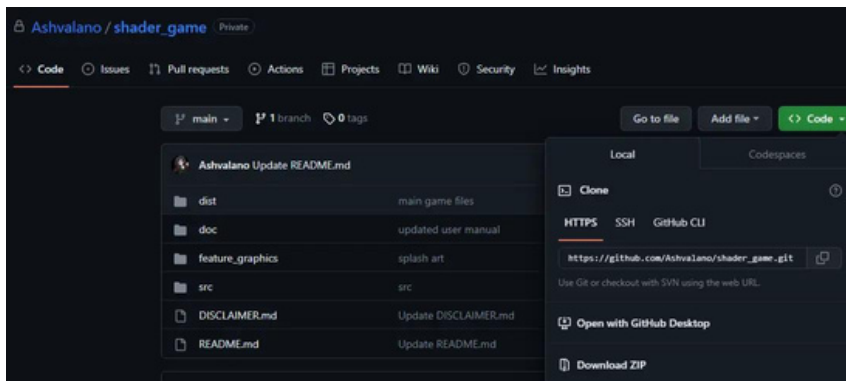 Ashvalano / shader_game Private
<> Code Issues Pull requests Actions Projects Wiki Security Insights
main 1 branch 0 tags Go to file Add file <> Code
Ashvalano Update README.md
dist main game files
doc updated user manual
feature_graphics splash art
src src
DISCLAIMER.md Update DISCLAIMER.md
README.md Update README.md
Local Codespaces
Clone
HTTPS SSH GitHub CLI
https://github.com/Ashvalano/shader_game.git
Use Git or checkout with SVN using the web URL.
Open with GitHub Desktop
Download ZIP